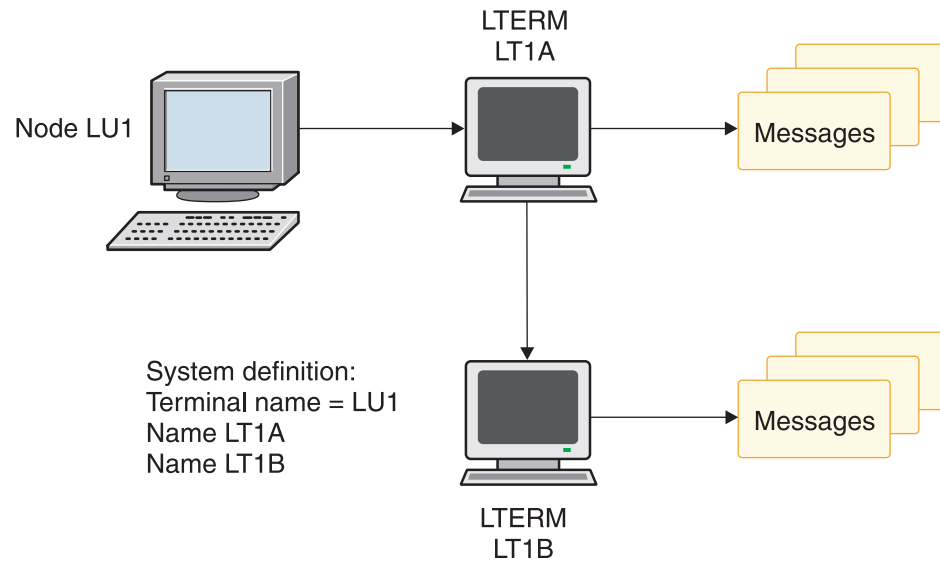 LTERM
LT1A
Node LU1
Messages
System definition:
Terminal name = LU1
Name LT1A
Name LT1B
Messages
LTERM
LT1B